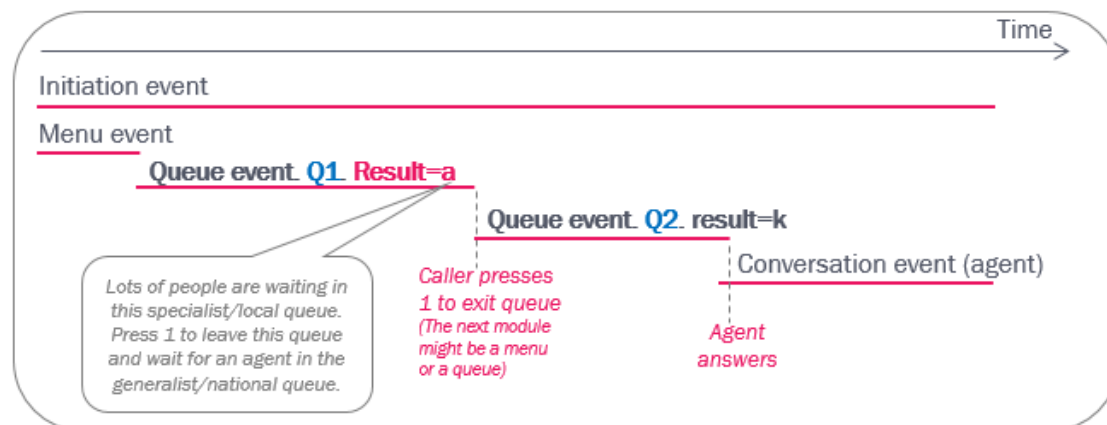 Time
Initiation event
Menu event
Queue event. Q1. Result=a
Queue event. Q2. result=k
Conversation event (agent)
Lots of people are waiting in
this specialist/local queue.
Press 1 to leave this queue
and wait for an agent in the
generalist/national queue.
Caller presses
1 to exit queue
(The next module
might be a menu
or a queue)
Agent
answers